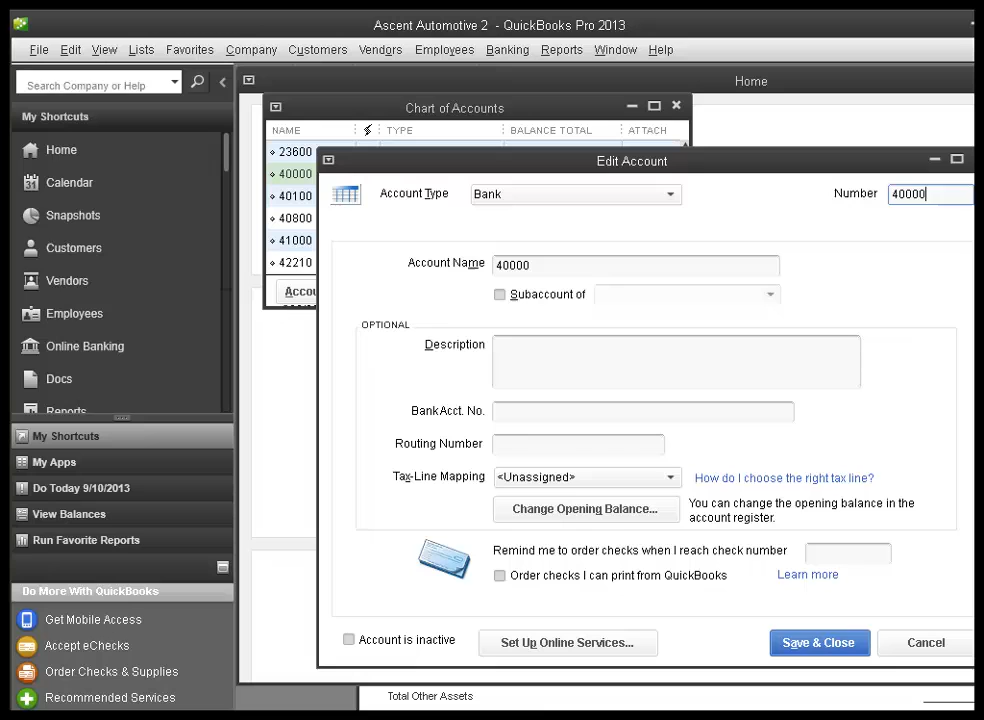 Ascent Automotive 2 - QuickBooks Pro 2013
File Edit View Lists Favorites Company Customers Vendors Employees Banking Reports Window Help
Search Company or Help
Home
My Shortcuts
Home
Calendar
Snapshots
Customers
Vendors
Employees
Online Banking
Docs
Reports
My Shortcuts
My Apps
Do Today 9/10/2013
View Balances
Run Favorite Reports
Do More With QuickBooks
Get Mobile Access
Accept eChecks
Order Checks & Supplies
Recommended Services
Chart of Accounts
NAME TYPE BALANCE TOTAL ATTACH
23600
40000
40100
40800
41000
42210
Accou
Edit Account
Account Type Bank Number 40000
Account Name 40000
Subaccount of
OPTIONAL
Description
Bank Acct. No.
Routing Number
Tax-Line Mapping <Unassigned> How do I choose the right tax line?
Change Opening Balance... You can change the opening balance in the
account register.
Remind me to order checks when I reach check number
Order checks I can print from QuickBooks Learn more
Account is inactive Set Up Online Services... Save & Close Cancel
Total Other Assets